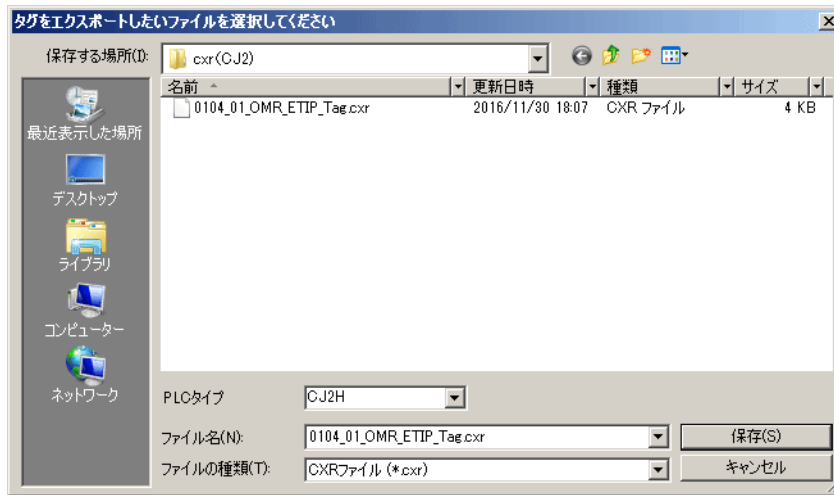 タグをエクスポートしたいファイルを選択してください
保存する場所(I):
cxr(CJ2)
名前 更新日時 種類 サイズ
0104_01_OMR_ETIP_Tag.cxr 2016/11/30 18:07 CXR ファイル 4 KB
最近表示した場所
デスクトップ
ライブラリ
コンピューター
ネットワーク
PLCタイプ CJ2H
ファイル名(N): 0104_01_OMR_ETIP_Tag.cxr 保存(S)
ファイルの種類(T): CXRファイル (*.cxr) キャンセル